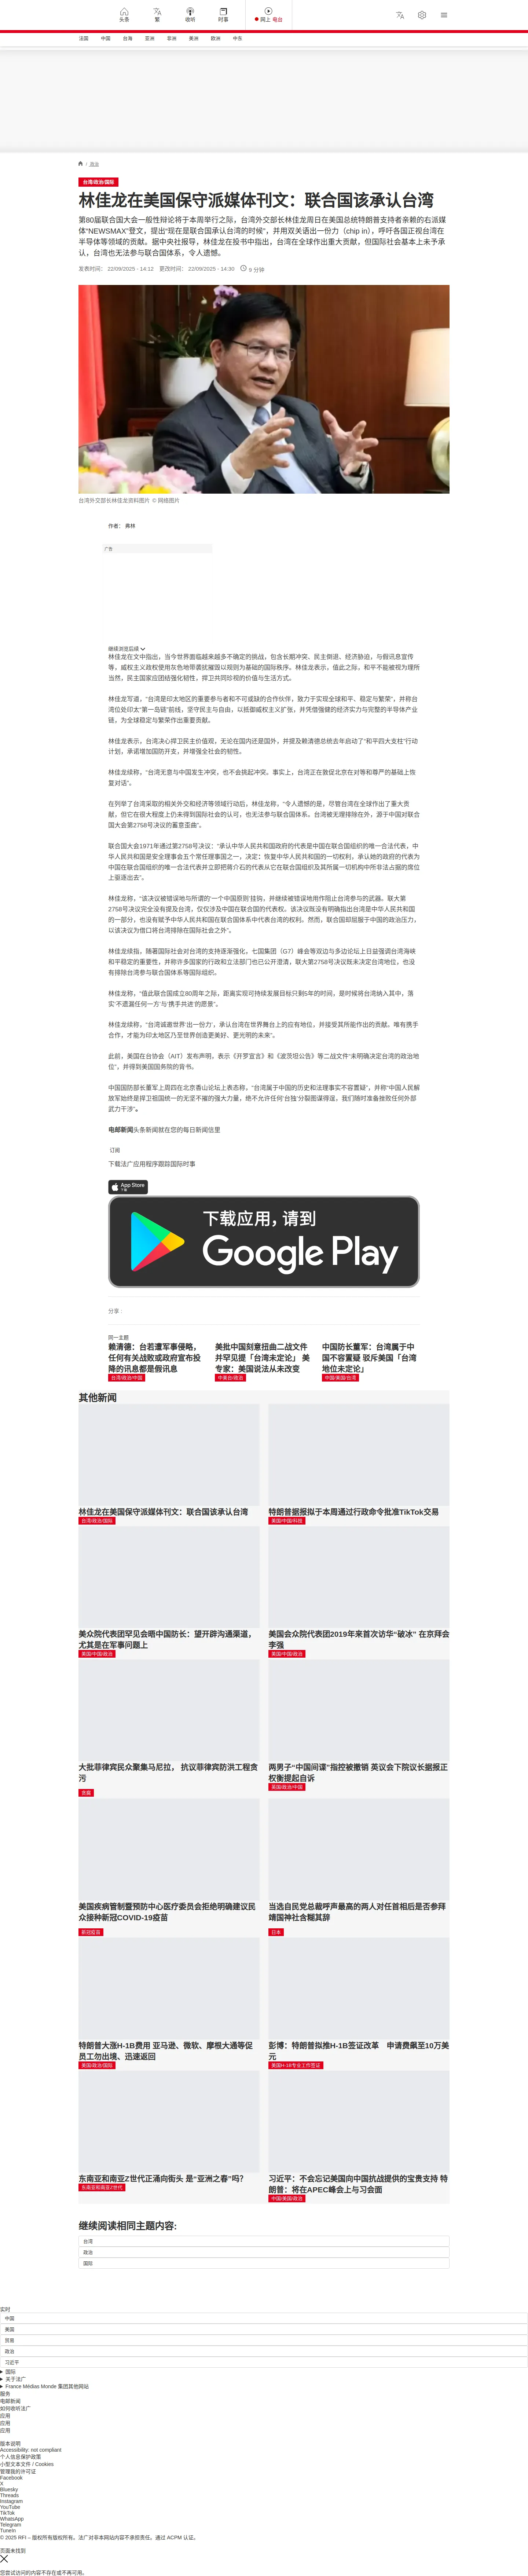 头条
繁
收听
时事
网上 电台
法国
中国
台海
亚洲
非洲
美洲
欧洲
中东
/ 政治
台湾/政治/国际
林佳龙在美国保守派媒体刊文：联合国该承认台湾
第80届联合国大会一般性辩论将于本周举行之际，台湾外交部长林佳龙周日在美国总统特朗普支持者亲赖的右派媒
体“NEWSMAX”登文，提出“现在是联合国承认台湾的时候”，并用双关语出一份力（chip in），呼吁各国正视台湾在
半导体等领域的贡献。据中央社报导，林佳龙在投书中指出，台湾在全球作出重大贡献，但国际社会基本上未予承
认，台湾也无法参与联合国体系，令人遗憾。
发表时间： 22/09/2025 - 14:12 更改时间： 22/09/2025 - 14:30 9 分钟
台湾外交部长林佳龙资料图片 © 网络图片
作者： 弗林
广告
继续浏览后续
林佳龙在文中指出，当今世界面临越来越多不确定的挑战，包含长期冲突、民主倒退、经济胁迫，与假讯息宣传
等，威权主义政权使用灰色地带袭扰摧毁以规则为基础的国际秩序。林佳龙表示，值此之际，和平不能被视为理所
当然，民主国家应团结强化韧性，捍卫共同珍视的价值与生活方式。
林佳龙写道，“台湾是印太地区的重要参与者和不可或缺的合作伙伴，致力于实现全球和平、稳定与繁荣”，并称台
湾位处印太“第一岛链”前线，坚守民主与自由，以抵御威权主义扩张，并凭借强健的经济实力与完整的半导体产业
链，为全球稳定与繁荣作出重要贡献。
林佳龙表示，台湾决心捍卫民主价值观，无论在国内还是国外，并提及赖清德总统去年启动了“和平四大支柱”行动
计划，承诺增加国防开支，并增强全社会的韧性。
林佳龙续称，“台湾无意与中国发生冲突，也不会挑起冲突。事实上，台湾正在敦促北京在对等和尊严的基础上恢
复对话”。
在列举了台湾采取的相关外交和经济等领域行动后，林佳龙称，“令人遗憾的是，尽管台湾在全球作出了重大贡
献，但它在很大程度上仍未得到国际社会的认可，也无法参与联合国体系。台湾被无理排除在外，源于中国对联合
国大会第2758号决议的蓄意歪曲”。
联合国大会1971年通过第2758号决议：“承认中华人民共和国政府的代表是中国在联合国组织的唯一合法代表，中
华人民共和国是安全理事会五个常任理事国之一，决定：恢复中华人民共和国的一切权利，承认她的政府的代表为
中国在联合国组织的唯一合法代表并立即把蒋介石的代表从它在联合国组织及其所属一切机构中所非法占据的席位
上驱逐出去”。
林佳龙称，“该决议被错误地与所谓的‘一个中国原则’挂钩，并继续被错误地用作阻止台湾参与的武器。联大第
2758号决议完全没有提及台湾，仅仅涉及中国在联合国的代表权。该决议既没有明确指出台湾是中华人民共和国
的一部分，也没有赋予中华人民共和国在联合国体系中代表台湾的权利。然而，联合国却屈服于中国的政治压力，
以该决议为借口将台湾排除在国际社会之外”。
林佳龙续指，随著国际社会对台湾的支持逐渐强化，七国集团（G7）峰会等双边与多边论坛上日益强调台湾海峡
和平稳定的重要性，并称许多国家的行政和立法部门也已公开澄清，联大第2758号决议既未决定台湾地位，也没
有排除台湾参与联合国体系等国际组织。
林佳龙称，“值此联合国成立80周年之际，距离实现可持续发展目标只剩5年的时间，是时候将台湾纳入其中，落
实‘不遗漏任何一方’与‘携手共进’的愿景”。
林佳龙续称，“台湾诚邀世界‘出一份力’，承认台湾在世界舞台上的应有地位，并接受其所能作出的贡献。唯有携手
合作，才能为印太地区乃至世界创造更美好、更光明的未来”。
此前，美国在台协会（AIT）发布声明，表示《开罗宣言》和《波茨坦公告》等二战文件“未明确决定台湾的政治地
位”，并得到美国国务院的背书。
中国国防部长董军上周四在北京香山论坛上表态称，“台湾属于中国的历史和法理事实不容置疑”，并称“中国人民解
放军始终是捍卫祖国统一的无坚不摧的强大力量，绝不允许任何‘台独’分裂图谋得逞，我们随时准备挫败任何外部
武力干涉”。
电邮新闻头条新闻就在您的每日新闻信里
订阅
下载法广应用程序跟踪国际时事
App Store
下载
下载应用，请到
Google Play
分享 :
同一主题
赖清德：台若遭军事侵略，
任何有关战败或政府宣布投
降的讯息都是假讯息
台湾/政治/中国
美批中国刻意扭曲二战文件
并罕见提「台湾未定论」 美
专家：美国说法从未改变
中美台/政治
中国防长董军：台湾属于中
国不容置疑 驳斥美国「台湾
地位未定论」
中国/美国/台湾
其他新闻
林佳龙在美国保守派媒体刊文：联合国该承认台湾
台湾/政治/国际
特朗普据报拟于本周通过行政命令批准TikTok交易
美国/中国/科技
美众院代表团罕见会晤中国防长：望开辟沟通渠道，
尤其是在军事问题上
美国/中国/政治
美国会众院代表团2019年来首次访华“破冰” 在京拜会
李强
美国/中国/政治
大批菲律宾民众聚集马尼拉， 抗议菲律宾防洪工程贪
污
贪腐
两男子“中国间谍”指控被撤销 英议会下院议长据报正
权衡提起自诉
英国/政治/中国
美国疾病管制暨预防中心医疗委员会拒绝明确建议民
众接种新冠COVID-19疫苗
新冠疫苗
当选自民党总裁呼声最高的两人对任首相后是否参拜
靖国神社含糊其辞
日本
特朗普大涨H-1B费用 亚马逊、微软、摩根大通等促
员工勿出境、迅速返回
美国/政治/国际
彭博：特朗普拟推H-1B签证改革　申请费飙至10万美
元
美国H-1B专业工作签证
东南亚和南亚Z世代正涌向街头 是“亚洲之春”吗？
东南亚和南亚Z世代
习近平：不会忘记美国向中国抗战提供的宝贵支持 特
朗普：将在APEC峰会上与习会面
中国/美国/政治
继续阅读相同主题内容:
台湾
政治
国际
实时
中国
美国
贸易
政治
习近平
国际
关于法广
France Médias Monde 集团其他网站
服务
电邮新闻
如何收听法广
应用
应用
应用
版本说明
Accessibility: not compliant
个人信息保护政策
小型文本文件 / Cookies
管理我的许可证
Facebook
X
Bluesky
Threads
Instagram
YouTube
TikTok
WhatsApp
Telegram
TuneIn
© 2025 RFI – 版权所有版权所有。法广对非本网站内容不承担责任。通过 ACPM 认证。
页面未找到
您尝试访问的内容不存在或不再可用。